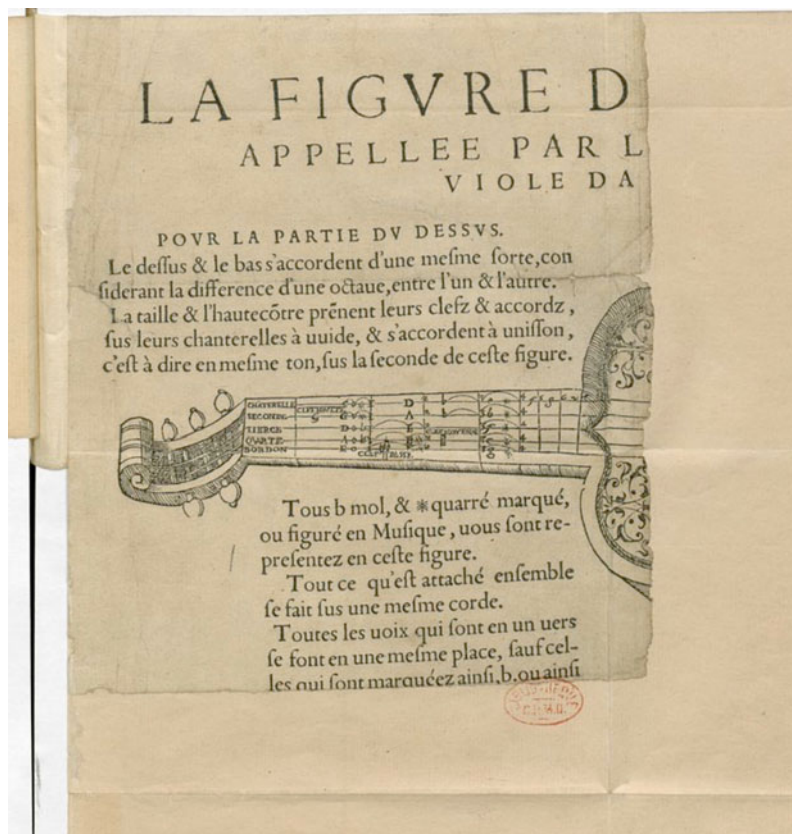 LA FIGVRE D
APPELLEE PAR L
VIOLE DA
POVR LA PARTIE DV DESSVS.
Le deſſus & le bas s'accordent d'une meſme ſorte, con
ſiderant la difference d'une octaue, entre l'un & l'autre.
La taille & l'hautecõtre prẽnent leurs clefz & accordz,
ſus leurs chanterelles à uuide, & s'accordent à uniſſon,
c'eſt à dire en meſme ton, ſus la ſeconde de ceſte figure.
CHATERELLE
SECONDE
TIERCE
QVARTE
BORDON
D
A
Tous b mol, & ⁕ quarré marqué,
ou figuré en Muſique, uous ſont re-
preſentez en ceſte figure.
Tout ce qu'eſt attaché enſemble
ſe fait ſus une meſme corde.
Toutes les uoix qui ſont en un uers
ſe font en une meſme place, ſauf cel-
les qui ſont marquéez ainſi, b, ou ainſi